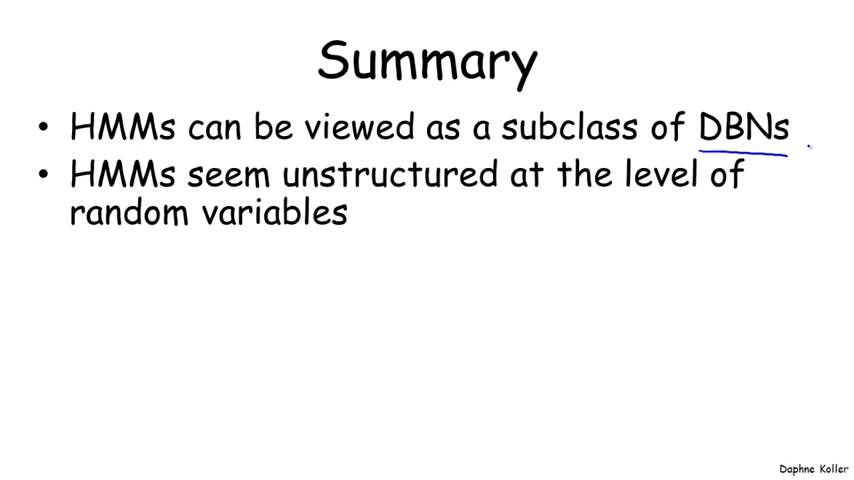 Summary
• HMMs can be viewed as a subclass of DBNs
• HMMs seem unstructured at the level of
random variables
Daphne Koller